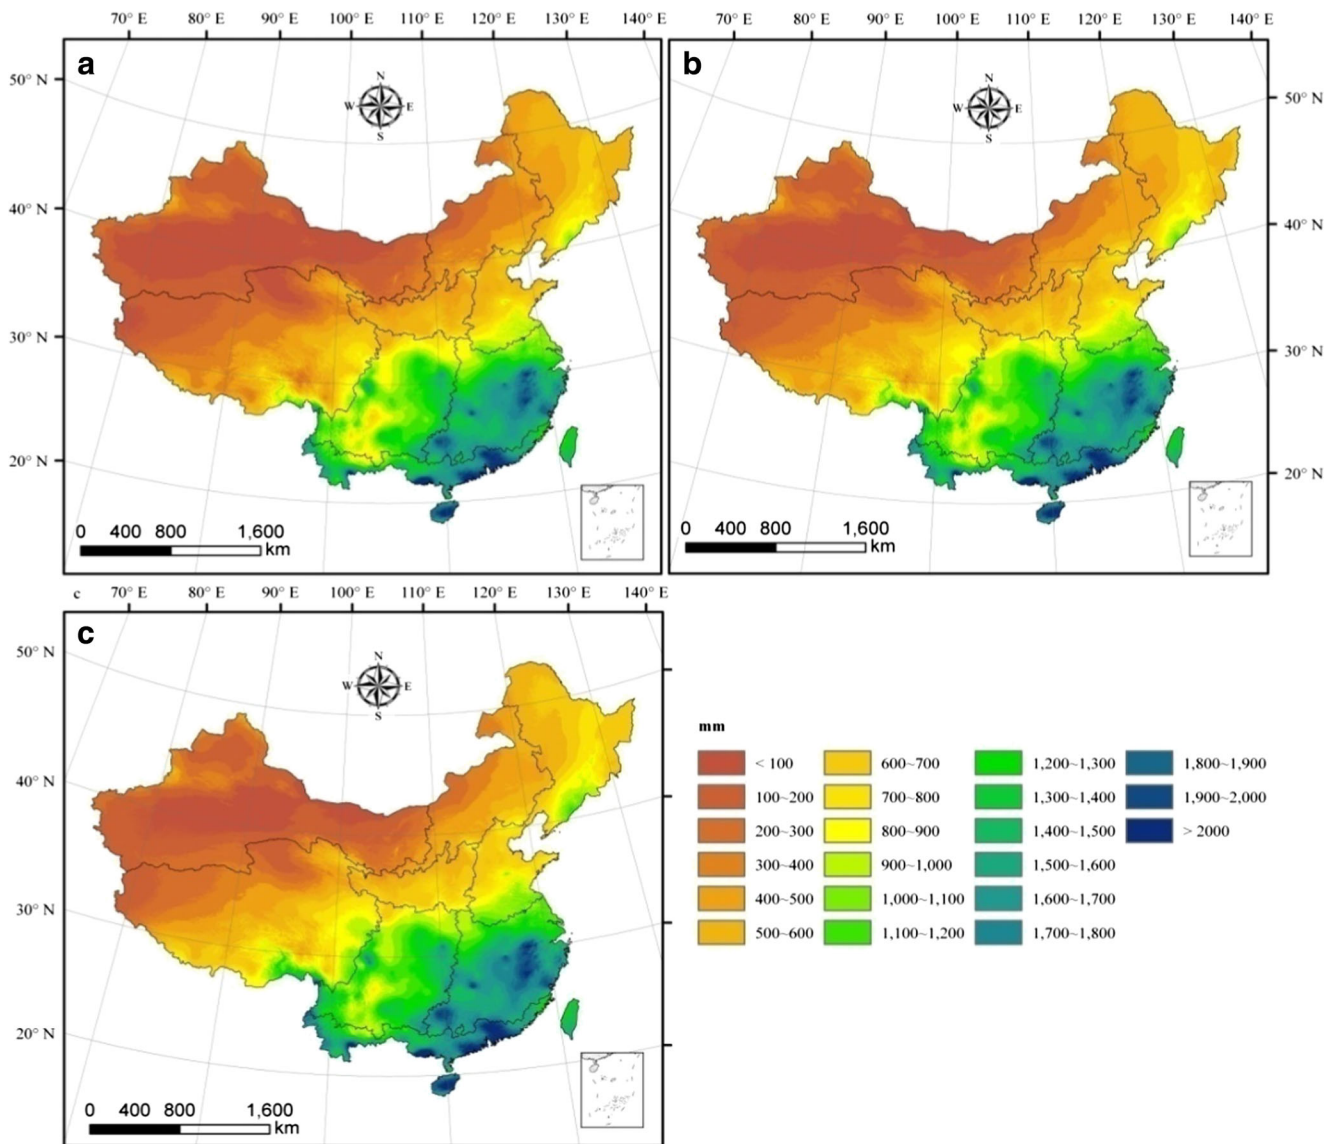 70° E 80° E 90° E 100° E 110° E 120° E 130° E 140° E
70° E 80° E 90° E 100° E 110° E 120° E 130° E 140° E
a
50° N
40° N
30° N
20° N
N
W E
S
0 400 800 1,600
km
b
50° N
40° N
30° N
20° N
N
W E
S
0 400 800 1,600
km
c 70° E 80° E 90° E 100° E 110° E 120° E 130° E 140° E
c
50° N
40° N
30° N
20° N
N
W E
S
0 400 800 1,600
km
mm
< 100
100~200
200~300
300~400
400~500
500~600
600~700
700~800
800~900
900~1,000
1,000~1,100
1,100~1,200
1,200~1,300
1,300~1,400
1,400~1,500
1,500~1,600
1,600~1,700
1,700~1,800
1,800~1,900
1,900~2,000
> 2000